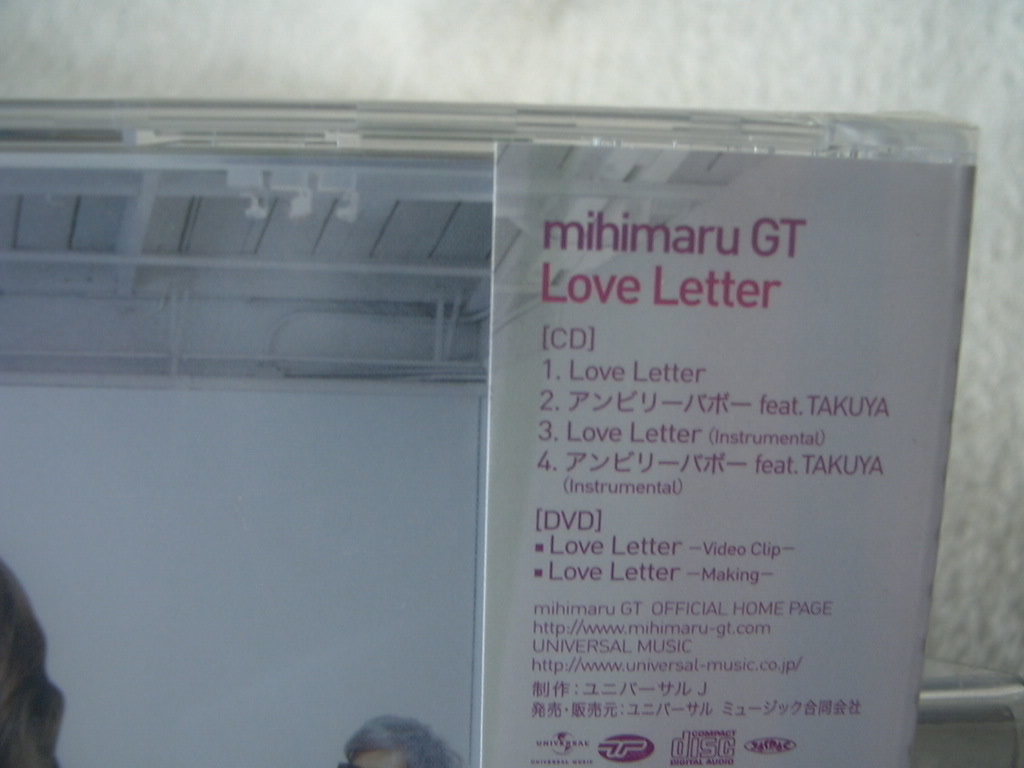 mihimaru GT
Love Letter
[CD]
1. Love Letter
2. アンビリーバボー feat. TAKUYA
3. Love Letter (Instrumental)
4. アンビリーバボー feat. TAKUYA
(Instrumental)
[DVD]
■ Love Letter －Video Clip－
■ Love Letter －Making－
mihimaru GT OFFICIAL HOME PAGE
http://www.mihimaru-gt.com
UNIVERSAL MUSIC
http://www.universal-music.co.jp/
制作：ユニバーサル J
発売・販売元：ユニバーサル ミュージック合同会社
UNIVERSAL
UNIVERSAL MUSIC
COMPACT
disc
DIGITAL AUDIO